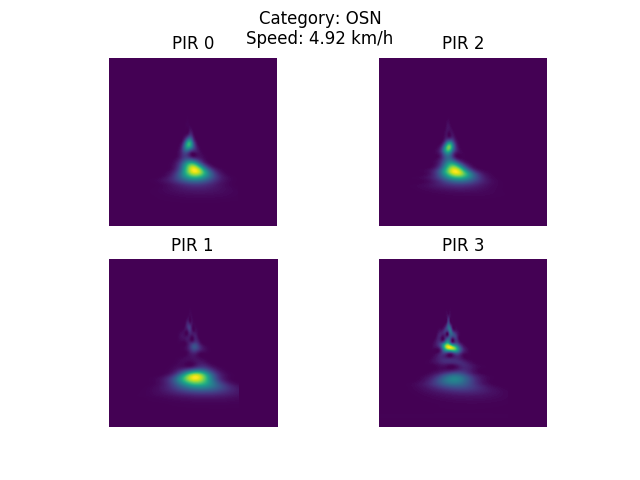 Category: OSN
Speed: 4.92 km/h
PIR 0
PIR 2
PIR 1
PIR 3